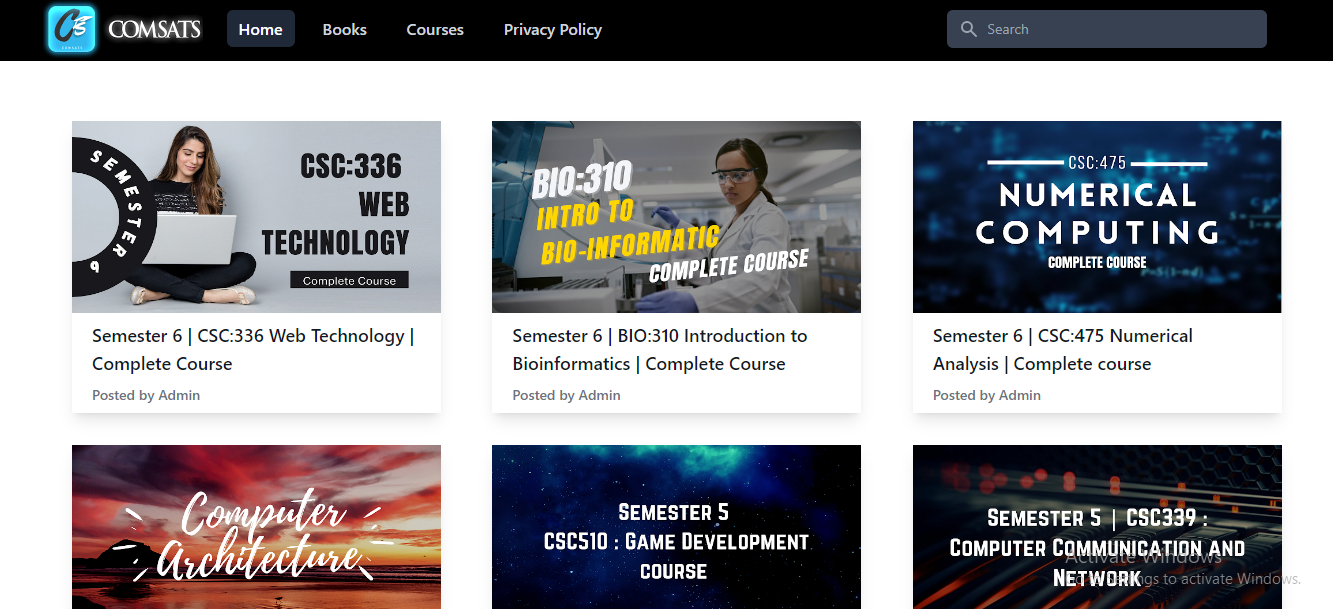 CS
COMSATS
COMSATS
Home
Books
Courses
Privacy Policy
Search
SEMESTER 6
CSC:336
WEB
TECHNOLOGY
Complete Course
BIO:310
INTRO TO
BIO-INFORMATIC
COMPLETE COURSE
CSC:475
NUMERICAL
COMPUTING
COMPLETE COURSE
Semester 6 | CSC:336 Web Technology |
Complete Course
Posted by Admin
Semester 6 | BIO:310 Introduction to
Bioinformatics | Complete Course
Posted by Admin
Semester 6 | CSC:475 Numerical
Analysis | Complete course
Posted by Admin
Computer
Architecture
Semester 5
CSC510 : Game Development
course
Semester 5 | CSC339 :
Computer Communication and
Network
Activate Windows
Settings to activate Windows.